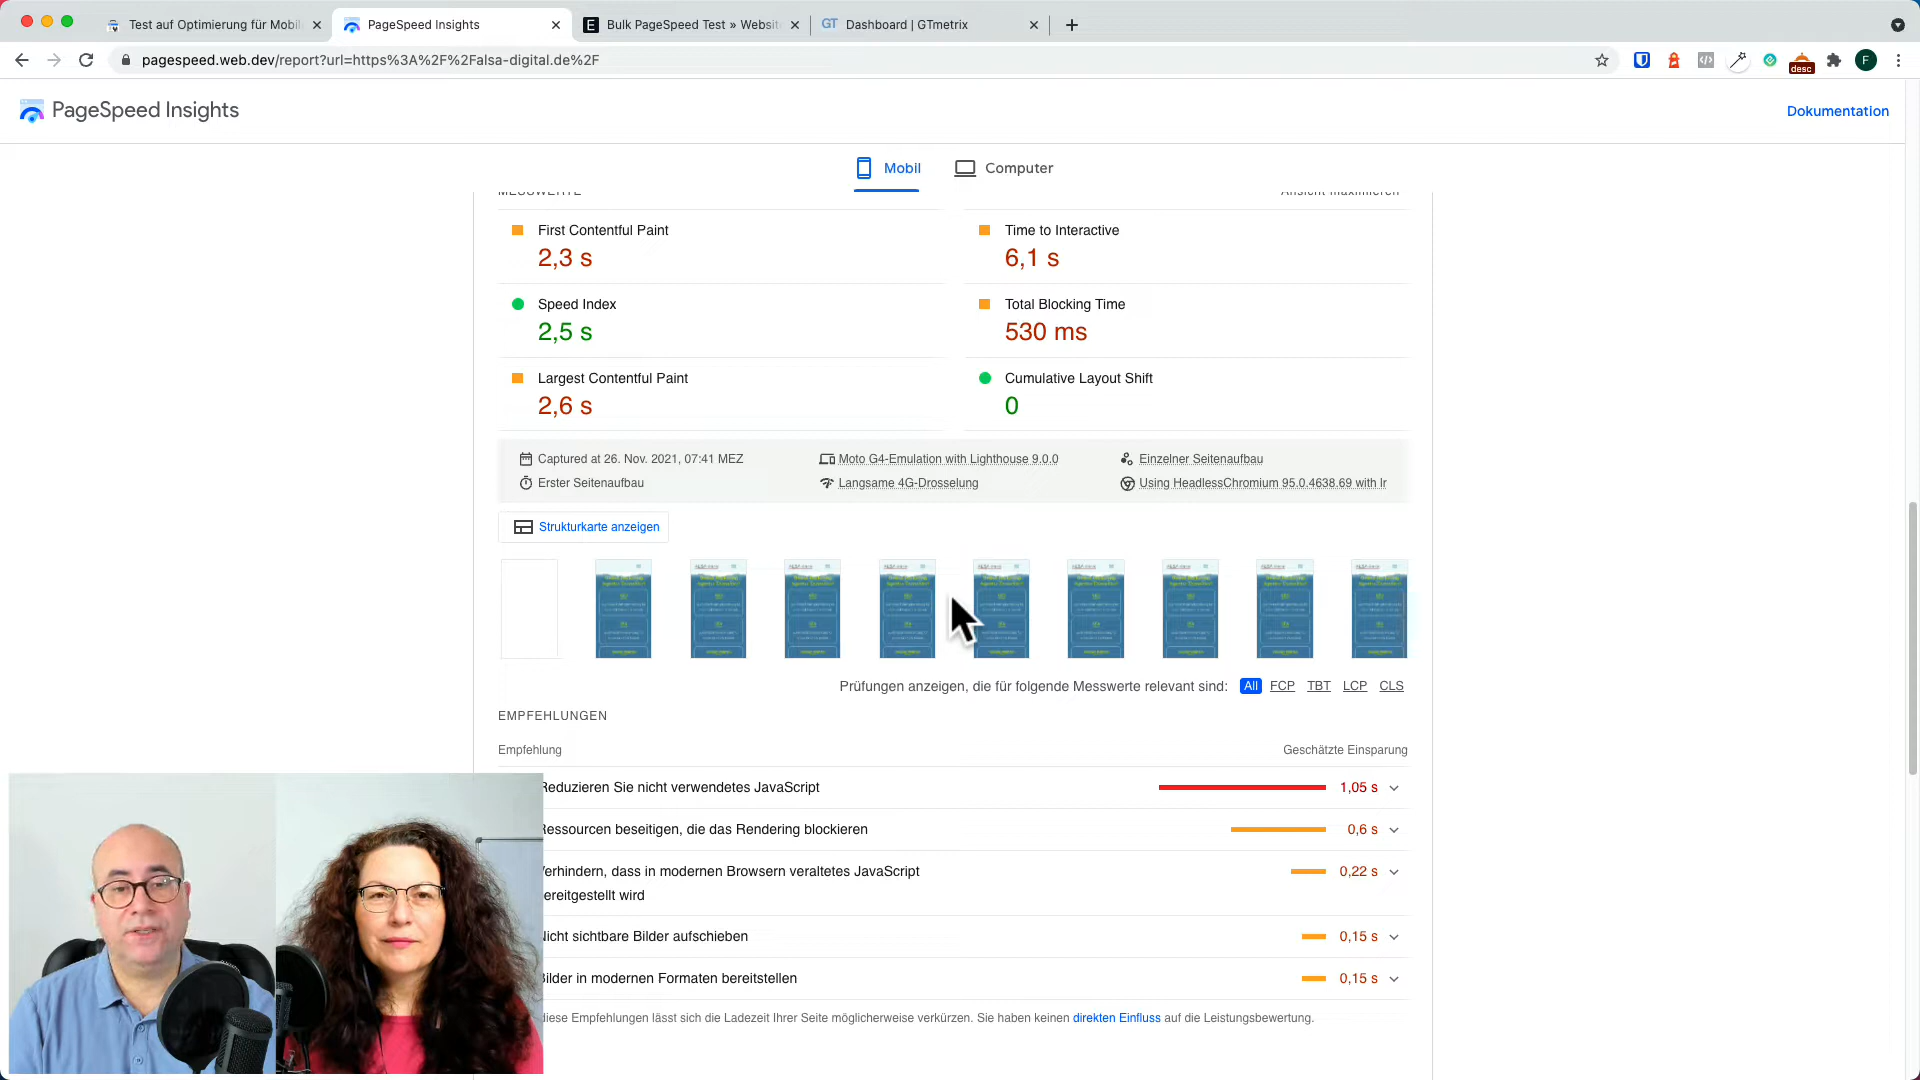 Test auf Optimierung für Mobil
PageSpeed Insights
Bulk PageSpeed Test » Websit
GT Dashboard | GTmetrix
pagespeed.web.dev/report?url=https%3A%2F%2Falsa-digital.de%2F
desc
F
PageSpeed Insights
Dokumentation
Mobil
Computer
MESSWERTE
Ansicht maximieren
First Contentful Paint
2,3 s
Time to Interactive
6,1 s
Speed Index
2,5 s
Total Blocking Time
530 ms
Largest Contentful Paint
2,6 s
Cumulative Layout Shift
0
Captured at 26. Nov. 2021, 07:41 MEZ
Moto G4-Emulation with Lighthouse 9.0.0
Einzelner Seitenaufbau
Erster Seitenaufbau
Langsame 4G-Drosselung
Using HeadlessChromium 95.0.4638.69 with lr
Strukturkarte anzeigen
Prüfungen anzeigen, die für folgende Messwerte relevant sind: All FCP TBT LCP CLS
EMPFEHLUNGEN
Empfehlung
Geschätzte Einsparung
Reduzieren Sie nicht verwendetes JavaScript
1,05 s
Ressourcen beseitigen, die das Rendering blockieren
0,6 s
Verhindern, dass in modernen Browsern veraltetes JavaScript
0,22 s
bereitgestellt wird
Nicht sichtbare Bilder aufschieben
0,15 s
Bilder in modernen Formaten bereitstellen
0,15 s
diese Empfehlungen lässt sich die Ladezeit Ihrer Seite möglicherweise verkürzen. Sie haben keinen direkten Einfluss auf die Leistungsbewertung.